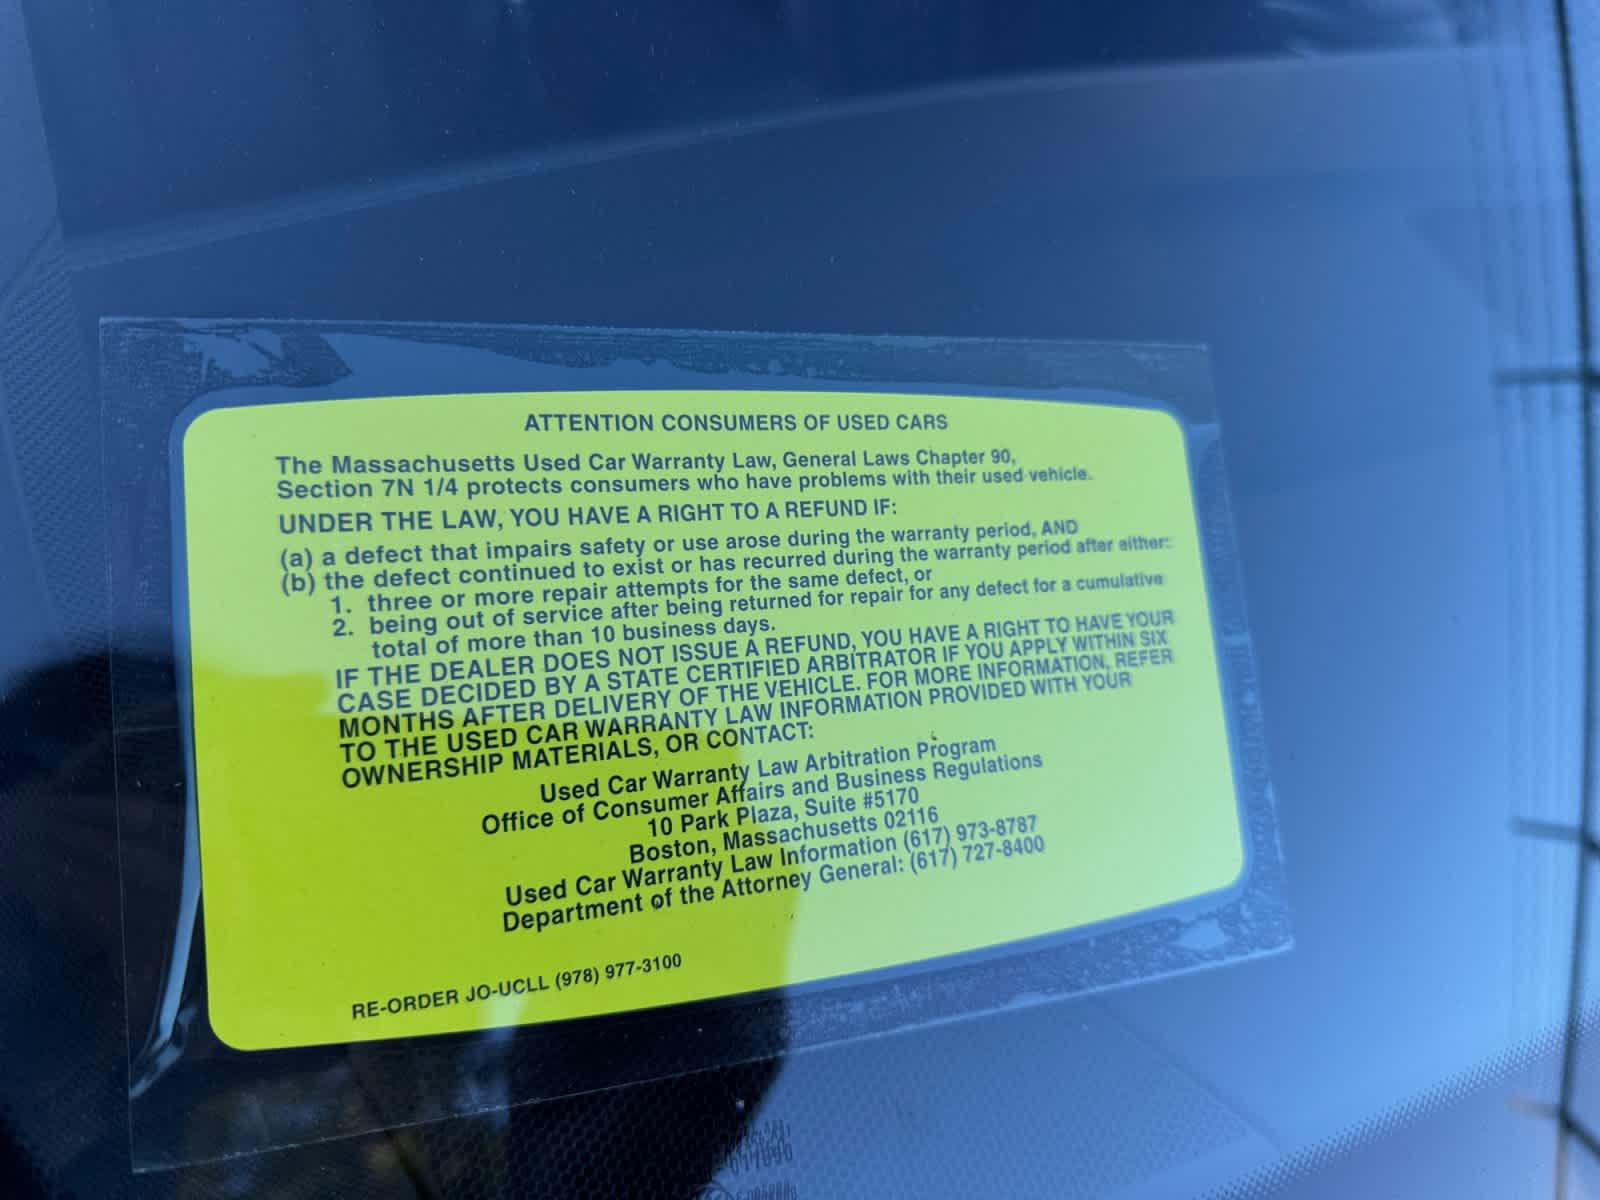 ATTENTION CONSUMERS OF USED CARS
The Massachusetts Used Car Warranty Law, General Laws Chapter 90,
Section 7N 1/4 protects consumers who have problems with their used vehicle.
UNDER THE LAW, YOU HAVE A RIGHT TO A REFUND IF:
(a) a defect that impairs safety or use arose during the warranty period, AND
(b) the defect continued to exist or has recurred during the warranty period after either:
1. three or more repair attempts for the same defect, or
2. being out of service after being returned for repair for any defect for a cumulative
total of more than 10 business days.
IF THE DEALER DOES NOT ISSUE A REFUND, YOU HAVE A RIGHT TO HAVE YOUR
CASE DECIDED BY A STATE CERTIFIED ARBITRATOR IF YOU APPLY WITHIN SIX
MONTHS AFTER DELIVERY OF THE VEHICLE. FOR MORE INFORMATION, REFER
TO THE USED CAR WARRANTY LAW INFORMATION PROVIDED WITH YOUR
OWNERSHIP MATERIALS, OR CONTACT:
Used Car Warranty Law Arbitration Program
Office of Consumer Affairs and Business Regulations
10 Park Plaza, Suite #5170
Boston, Massachusetts 02116
Used Car Warranty Law Information (617) 973-8787
Department of the Attorney General: (617) 727-8400
RE-ORDER JO-UCLL (978) 977-3100